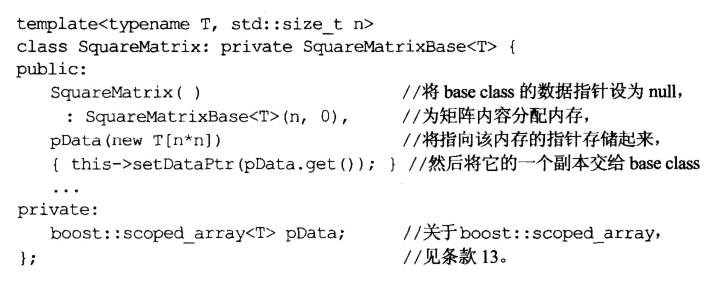 template<typename T, std::size_t n>
class SquareMatrix: private SquareMatrixBase<T> {
public:
SquareMatrix( ) //将 base class 的数据指针设为 null,
: SquareMatrixBase<T>(n, 0), //为矩阵内容分配内存,
pData(new T[n*n]) //将指向该内存的指针存储起来,
{ this->setDataPtr(pData.get()); } //然后将它的一个副本交给 base class
...
private:
boost::scoped_array<T> pData; //关于boost::scoped_array,
}; //见条款 13。